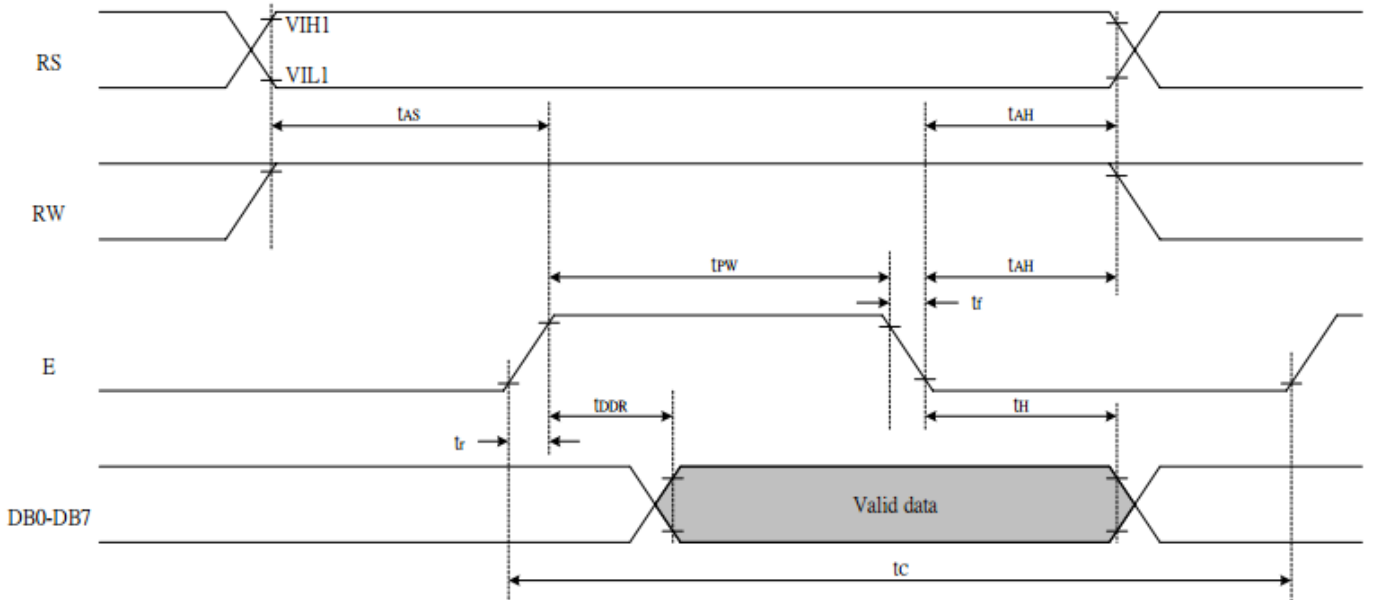 VIH1
RS
VIL1
tAS
tAH
RW
tPW
tAH
tf
E
tDDR
tH
tr
Valid data
DB0-DB7
tC